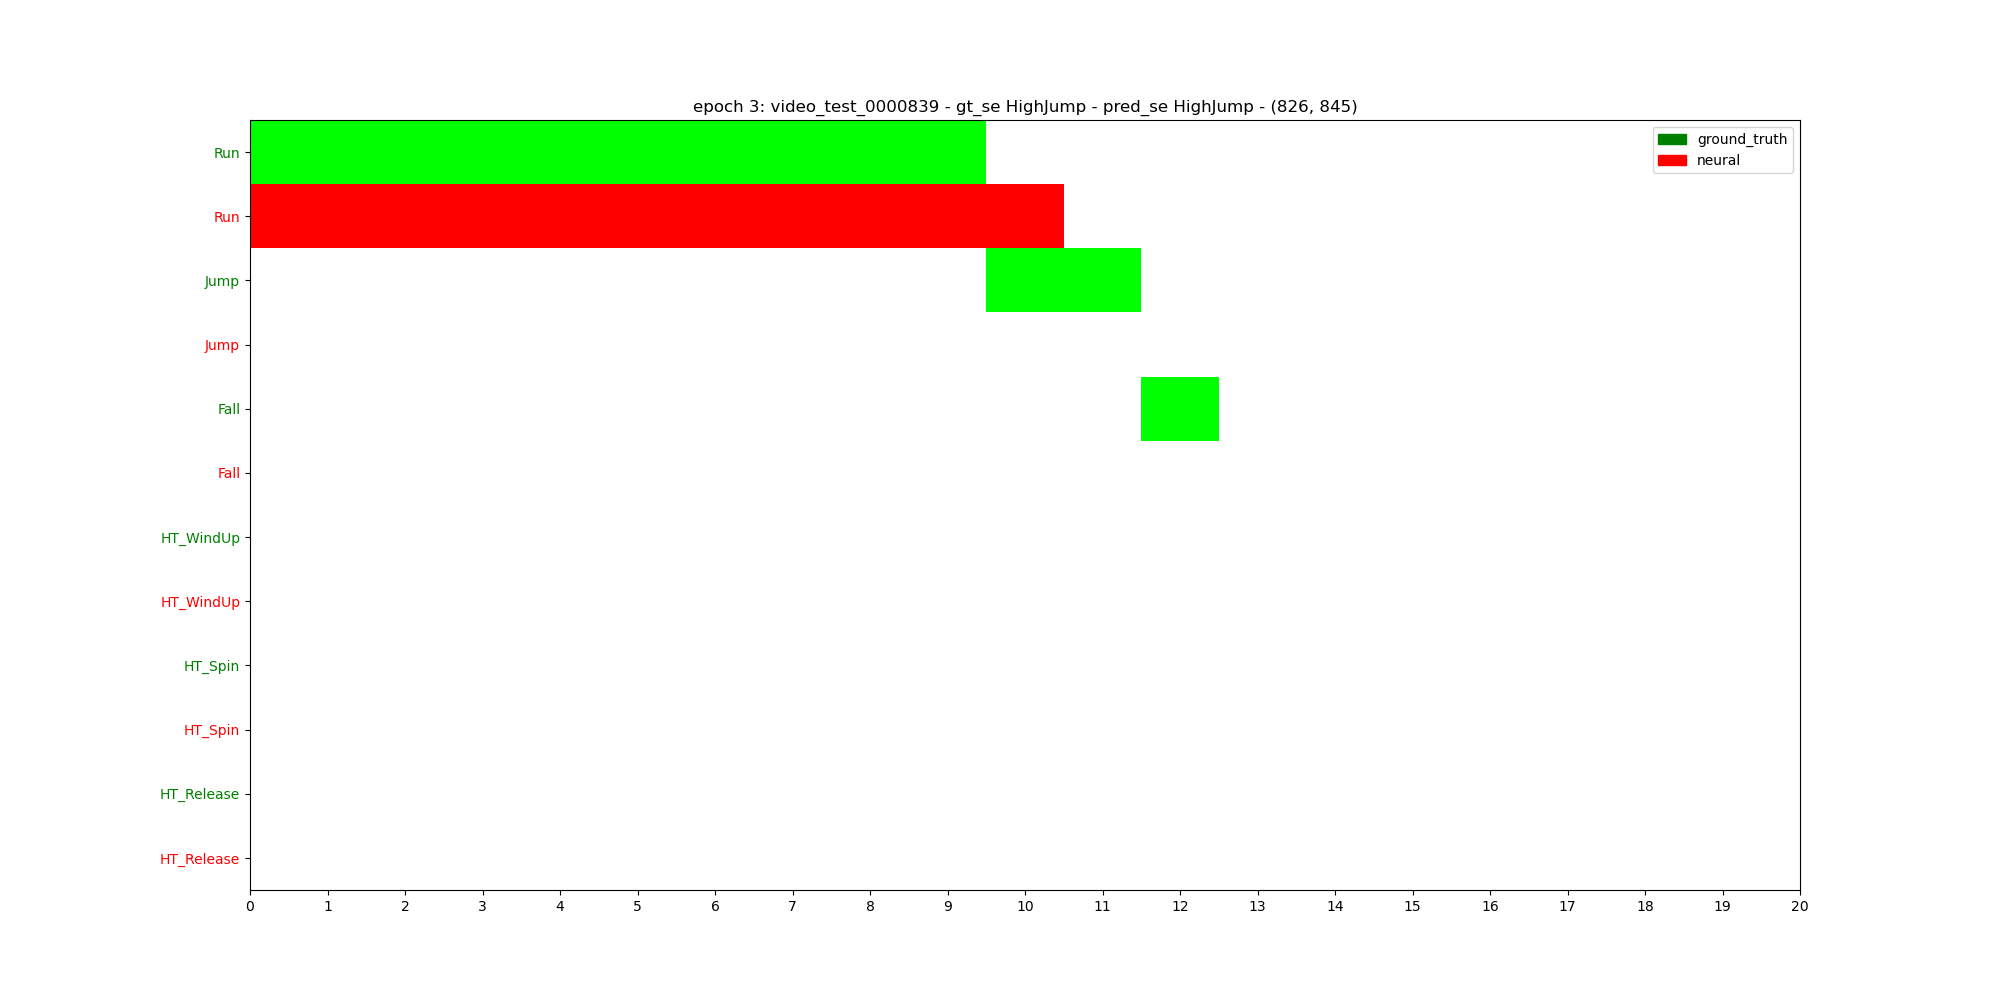 epoch 3: video_test_0000839 - gt_se HighJump - pred_se HighJump - (826, 845)
ground_truth
neural
Run
Run
Jump
Jump
Fall
Fall
HT_WindUp
HT_WindUp
HT_Spin
HT_Spin
HT_Release
HT_Release
0 1 2 3 4 5 6 7 8 9 10 11 12 13 14 15 16 17 18 19 20